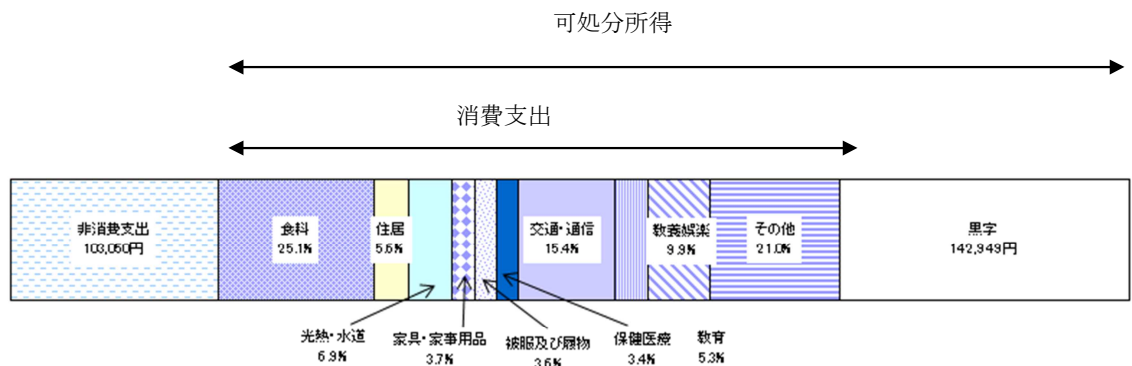 可処分所得
消費支出
非消費支出
103,050円
食料
25.1%
住居
5.6%
交通・通信
15.4%
教養娯楽
9.9%
その他
21.0%
黒字
142,949円
光熱・水道
6.9%
家具・家事用品
3.7%
被服及び履物
3.6%
保健医療
3.4%
教育
5.3%